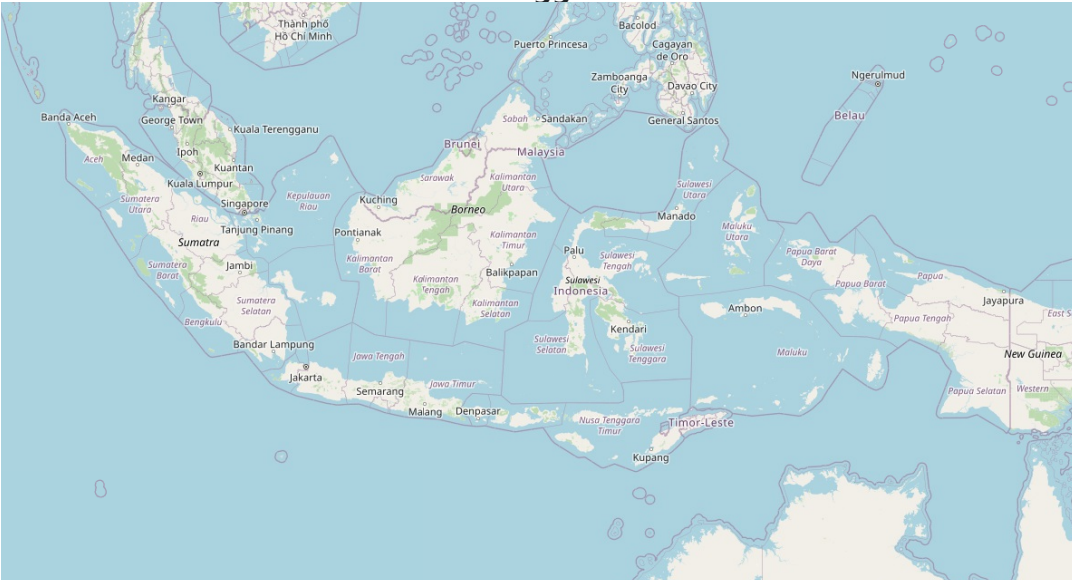 Thành phố
Hồ Chí Minh
Bacolod
Puerto Princesa
Cagayan
de Oro
Zamboanga
City
Davao City
Ngerulmud
Kangar
Banda Aceh
George Town
Kuala Terengganu
Sabah
Sandakan
General Santos
Belau
Brunei
Malaysia
Ipoh
Aceh
Medan
Kuantan
Kuala Lumpur
Sarawak
Kalimantan
Utara
Sulawesi
Utara
Sumatera
Utara
Singapore
Kepulauan
Riau
Kuching
Borneo
Riau
Tanjung Pinang
Manado
Maluku
Utara
Sumatra
Pontianak
Kalimantan
Timur
Palu
Sulawesi
Tengah
Papua Barat
Daya
Sumatera
Barat
Jambi
Kalimantan
Barat
Balikpapan
Kalimantan
Tengah
Sulawesi
Indonesia
Papua Barat
Papua
Sumatera
Selatan
Kalimantan
Selatan
Ambon
Jayapura
Bengkulu
Kendari
Papua Tengah
East S
Bandar Lampung
Sulawesi
Selatan
Sulawesi
Tenggara
Jawa Tengah
Maluku
New Guinea
Jakarta
Semarang
Jawa Timur
Papua Selatan
Western
Malang
Denpasar
Nusa Tenggara
Timur
Timor-Leste
Kupang